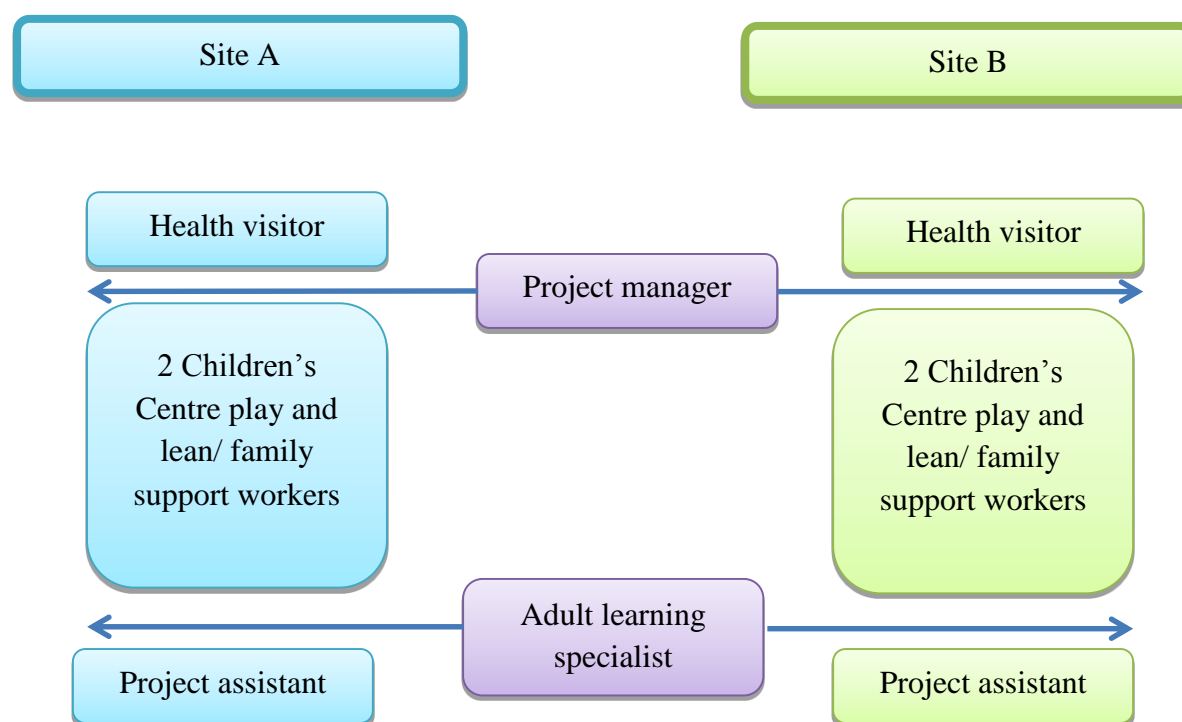 Site A
Site B
Health visitor
Health visitor
Project manager
2 Children’s
Centre play and
lean/ family
support workers
2 Children’s
Centre play and
lean/ family
support workers
Adult learning
specialist
Project assistant
Project assistant